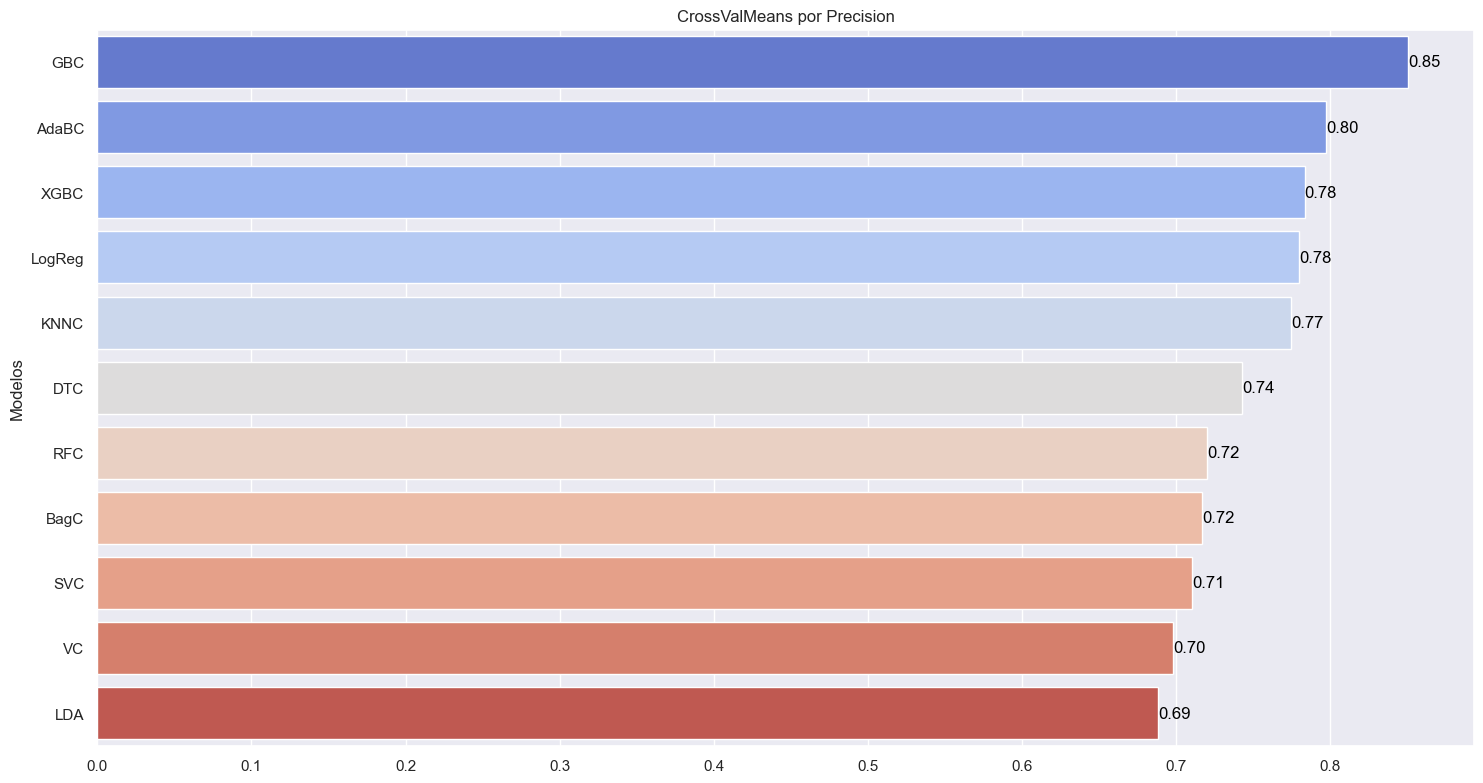 CrossValMeans por Precision
Modelos
GBC 0.85
AdaBC 0.80
XGBC 0.78
LogReg 0.78
KNNC 0.77
DTC 0.74
RFC 0.72
BagC 0.72
SVC 0.71
VC 0.70
LDA 0.69
0.0 0.1 0.2 0.3 0.4 0.5 0.6 0.7 0.8